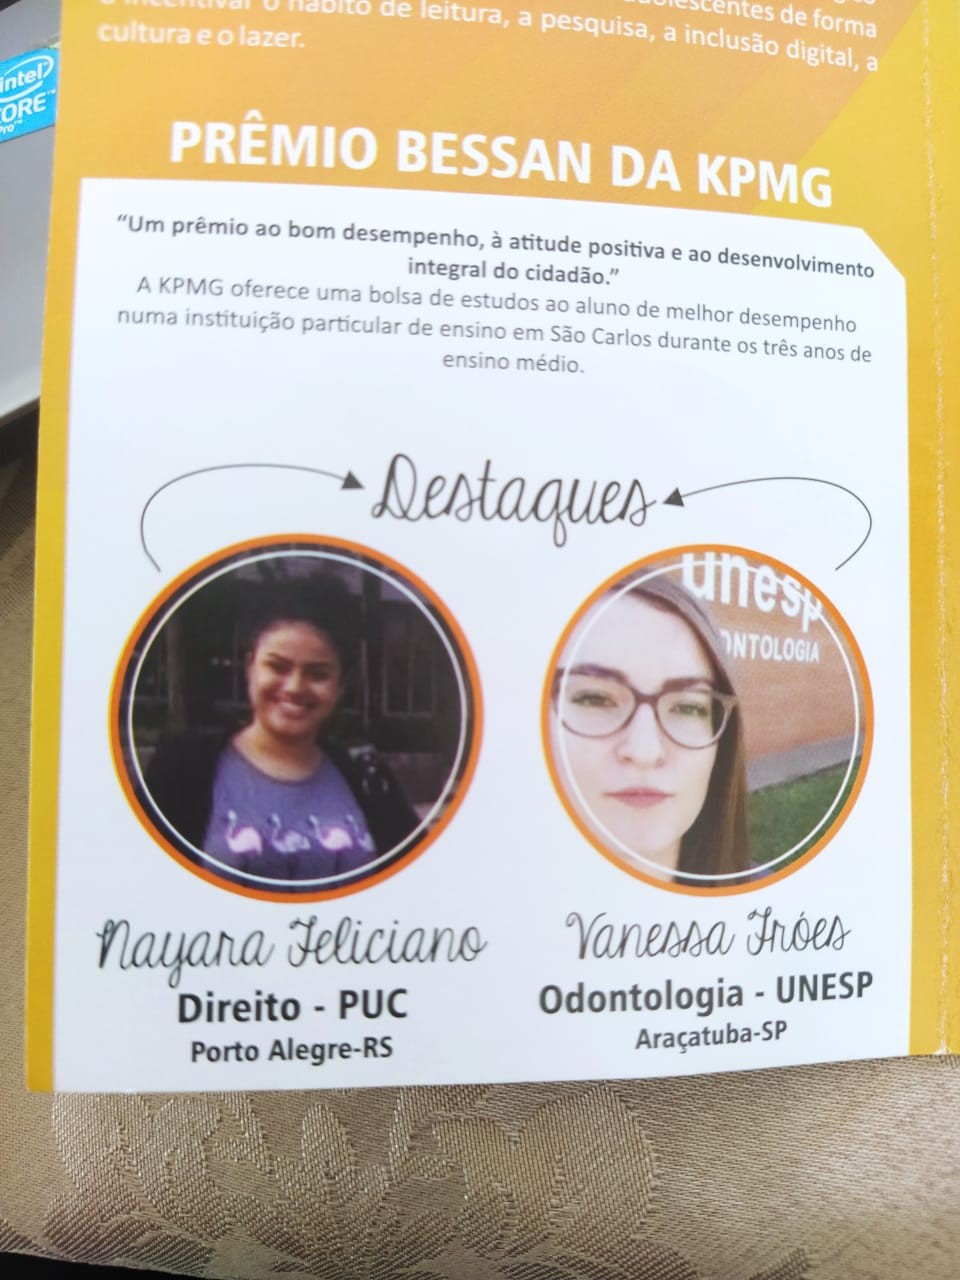 o incentivar o hábito de leitura, a pesquisa, a inclusão digital, a
cultura e o lazer.
de forma
intel
CORE
PRÊMIO BESSAN DA KPMG
“Um prêmio ao bom desempenho, à atitude positiva e ao desenvolvimento
integral do cidadão.”
A KPMG oferece uma bolsa de estudos ao aluno de melhor desempenho
numa instituição particular de ensino em São Carlos durante os três anos de
ensino médio.
Destaques
unesp
ONTOLOGIA
Nayara Feliciano
Direito - PUC
Porto Alegre-RS
Vanessa Fróes
Odontologia - UNESP
Araçatuba-SP